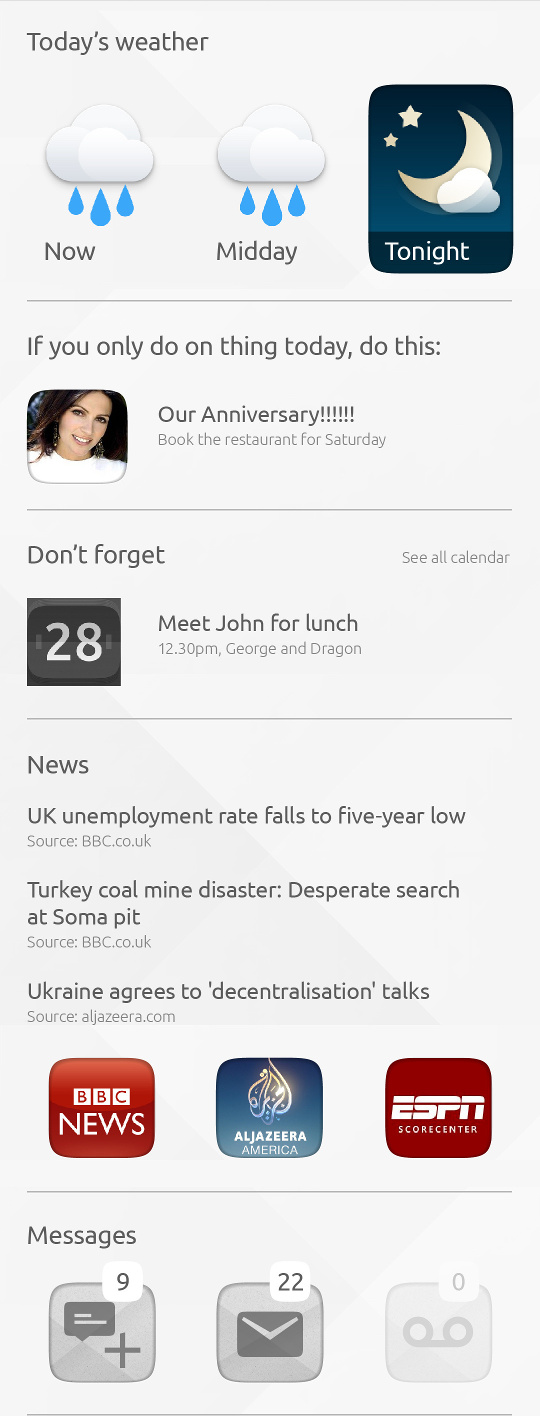 Today’s weather
Now
Midday
Tonight
If you only do on thing today, do this:
Our Anniversary!!!!!!
Book the restaurant for Saturday
Don’t forget
See all calendar
28
Meet John for lunch
12.30pm, George and Dragon
News
UK unemployment rate falls to five-year low
Source: BBC.co.uk
Turkey coal mine disaster: Desperate search
at Soma pit
Source: BBC.co.uk
Ukraine agrees to 'decentralisation' talks
Source: aljazeera.com
BBC
NEWS
ALJAZEERA
AMERICA
ESPN
SCORECENTER
Messages
9
22
0